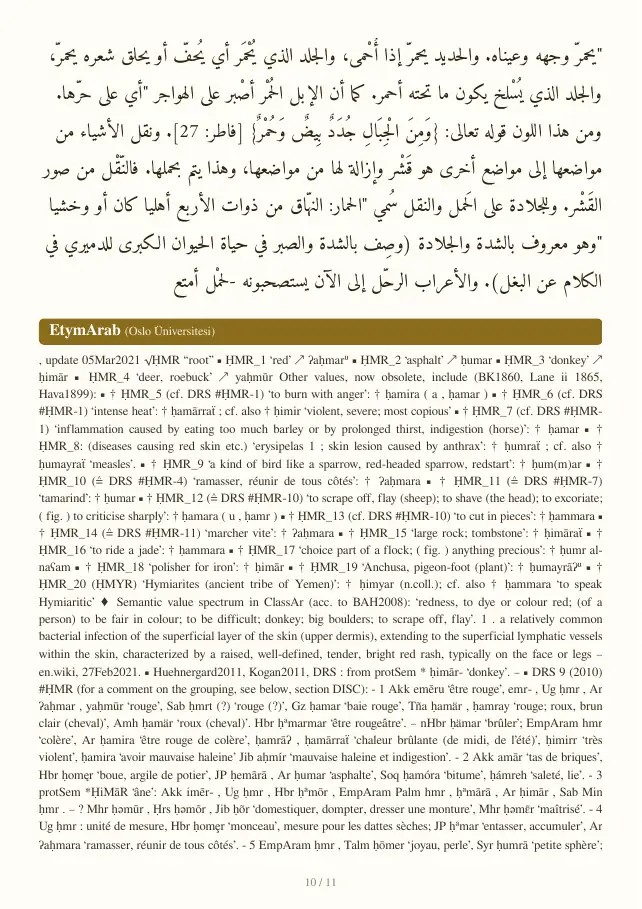 "يحمرّ وجهه وعيناه. والحديد يحمرّ إذا أُحْمى، والجلد الذي يُحْمَر أي يُحَفّ أو يحلق شعره يحمرّ،
والجلد الذي يُسْلخ يكون ما تحته أحمر. كما أن الإبل الحُمْر أصْبر على الهواجر "أي على حرّها.
ومن هذا اللون قوله تعالى: {وَمِنَ الْجِبَالِ جُدَدٌ بِيضٌ وَحُمْرٌ} [فاطر: 27]. ونقل الأشياء من
مواضعها إلى مواضع أخرى هو قَشْر وإزالة لها من مواضعها، وهذا يتم بحملها. فالنّقْل من صور
القَشْر. وللجلادة على الحَمل والنقل سُمي "الحمار: النهّاق من ذوات الأربع أهليا كان أو وخشيا
"وهو معروف بالشدة والجلادة (وصِف بالشدة والصبر في حياة الحيوان الكبرى للدميري في
الكلام عن البغل). والأعراب الرحّل إلى الآن يستصحبونه -لحَمْل أمتع
EtymArab (Oslo Üniversitesi)
, update 05Mar2021 √ḤMR “root” ▪ ḤMR_1 ‘red’ ↗ ʔaḥmarᵘ ▪ ḤMR_2 ‘asphalt’ ↗ ḥumar ▪ ḤMR_3 ‘donkey’ ↗
ḥimār ▪ ḤMR_4 ‘deer, roebuck’ ↗ yaḥmūr Other values, now obsolete, include (BK1860, Lane ii 1865,
Hava1899): ▪ † ḤMR_5 (cf. DRS #ḤMR-1) ‘to burn with anger’: † ḥamira ( a , ḥamar ) ▪ † ḤMR_6 (cf. DRS
#ḤMR-1) ‘intense heat’: † ḥamārraẗ ; cf. also † ḥimir ‘violent, severe; most copious’ ▪ † ḤMR_7 (cf. DRS #ḤMR-
1) ‘inflammation caused by eating too much barley or by prolonged thirst, indigestion (horse)’: † ḥamar ▪ †
ḤMR_8: (diseases causing red skin etc.) ‘erysipelas 1 ; skin lesion caused by anthrax’: † ḥumraẗ ; cf. also †
ḥumayraẗ ‘measles’. ▪ † ḤMR_9 ‘a kind of bird like a sparrow, red-headed sparrow, redstart’: † ḥum(m)ar ▪ †
ḤMR_10 (≙ DRS #ḤMR-4) ‘ramasser, réunir de tous côtés’: † ʔaḥmara ▪ † ḤMR_11 (≙ DRS #ḤMR-7)
‘tamarind’: † ḥumar ▪ † ḤMR_12 (≙ DRS #ḤMR-10) ‘to scrape off, flay (sheep); to shave (the head); to excoriate;
( fig. ) to criticise sharply’: † ḥamara ( u , ḥamr ) ▪ † ḤMR_13 (cf. DRS #ḤMR-10) ‘to cut in pieces’: † ḥammara ▪
† ḤMR_14 (≙ DRS #ḤMR-11) ‘marcher vite’: † ʔaḥmara ▪ † ḤMR_15 ‘large rock; tombstone’: † ḥimāraẗ ▪ †
ḤMR_16 ‘to ride a jade’: † ḥammara ▪ † ḤMR_17 ‘choice part of a flock; ( fig. ) anything precious’: † ḥumr al-
naʕam ▪ † ḤMR_18 ‘polisher for iron’: † ḥimār ▪ † ḤMR_19 ‘Anchusa, pigeon-foot (plant)’: † ḥumayrāʔᵘ ▪ †
ḤMR_20 (ḤMYR) ‘Hymiarites (ancient tribe of Yemen)’: † ḥimyar (n.coll.); cf. also † ḥammara ‘to speak
Hymiaritic’ ♦ Semantic value spectrum in ClassAr (acc. to BAH2008): ‘redness, to dye or colour red; (of a
person) to be fair in colour; to be difficult; donkey; big boulders; to scrape off, flay’. 1 . a relatively common
bacterial infection of the superficial layer of the skin (upper dermis), extending to the superficial lymphatic vessels
within the skin, characterized by a raised, well-defined, tender, bright red rash, typically on the face or legs –
en.wiki, 27Feb2021. ▪ Huehnergard2011, Kogan2011, DRS : from protSem * ḥimār- ‘donkey’. – ▪ DRS 9 (2010)
#ḤMR (for a comment on the grouping, see below, section DISC): - 1 Akk emēru ‘être rouge’, emr- , Ug ḥmr , Ar
ʔaḥmar , yaḥmūr ‘rouge’, Sab ḥmrt (?) ‘rouge (?)’, Gz ḥamar ‘baie rouge’, Tña ḥamär , ḥamray ‘rouge; roux, brun
clair (cheval)’, Amh ḥamär ‘roux (cheval)’. Hbr ḥᵃmarmar ‘être rougeâtre’. – nHbr ḥāmar ‘brûler’; EmpAram hmr
‘colère’, Ar ḥamira ‘être rouge de colère’, ḥamrāʔ , ḥamārraẗ ‘chaleur brûlante (de midi, de l’été)’, ḥimirr ‘très
violent’, ḥamira ‘avoir mauvaise haleine’ Jib aḥmír ‘mauvaise haleine et indigestion’. - 2 Akk amār ‘tas de briques’,
Hbr ḥomęr ‘boue, argile de potier’, JP ḥemārā , Ar ḥumar ‘asphalte’, Soq ḥamóra ‘bitume’, ḥámreh ‘saleté, lie’. - 3
protSem *ḤiMāR ‘âne’: Akk imēr- , Ug ḥmr , Hbr ḥᵃmōr , EmpAram Palm hmr , ḥᵃmārā , Ar ḥimār , Sab Min
ḥmr . – ? Mhr ḥəmūr , Ḥrs ḥəmōr , Jib ḥōr ‘domestiquer, dompter, dresser une monture’, Mhr ḥəmēr ‘maîtrisé’. - 4
Ug ḥmr : unité de mesure, Hbr ḥomęr ‘monceau’, mesure pour les dattes sèches; JP ḥᵃmar ‘entasser, accumuler’, Ar
ʔaḥmara ‘ramasser, réunir de tous côtés’. - 5 EmpAram ḥmr , Talm ḥōmer ‘joyau, perle’, Syr ḥumrā ‘petite sphère’;
10 / 11